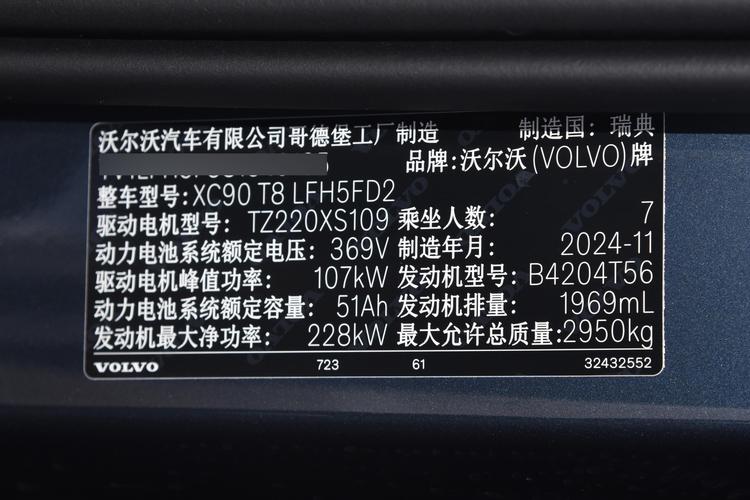 沃尔沃汽车有限公司哥德堡工厂制造 制造国：瑞典
品牌：沃尔沃(VOLVO)牌
整车型号：XC90 T8 LFH5FD2
驱动电机型号： TZ220XS109 乘坐人数： 7
动力电池系统额定电压： 369V 制造年月： 2024-11
驱动电机峰值功率： 107kW 发动机型号：B4204T56
动力电池系统额定容量： 51Ah 发动机排量： 1969mL
发动机最大净功率： 228kW 最大允许总质量：2950kg
VOLVO 723 61 32432552